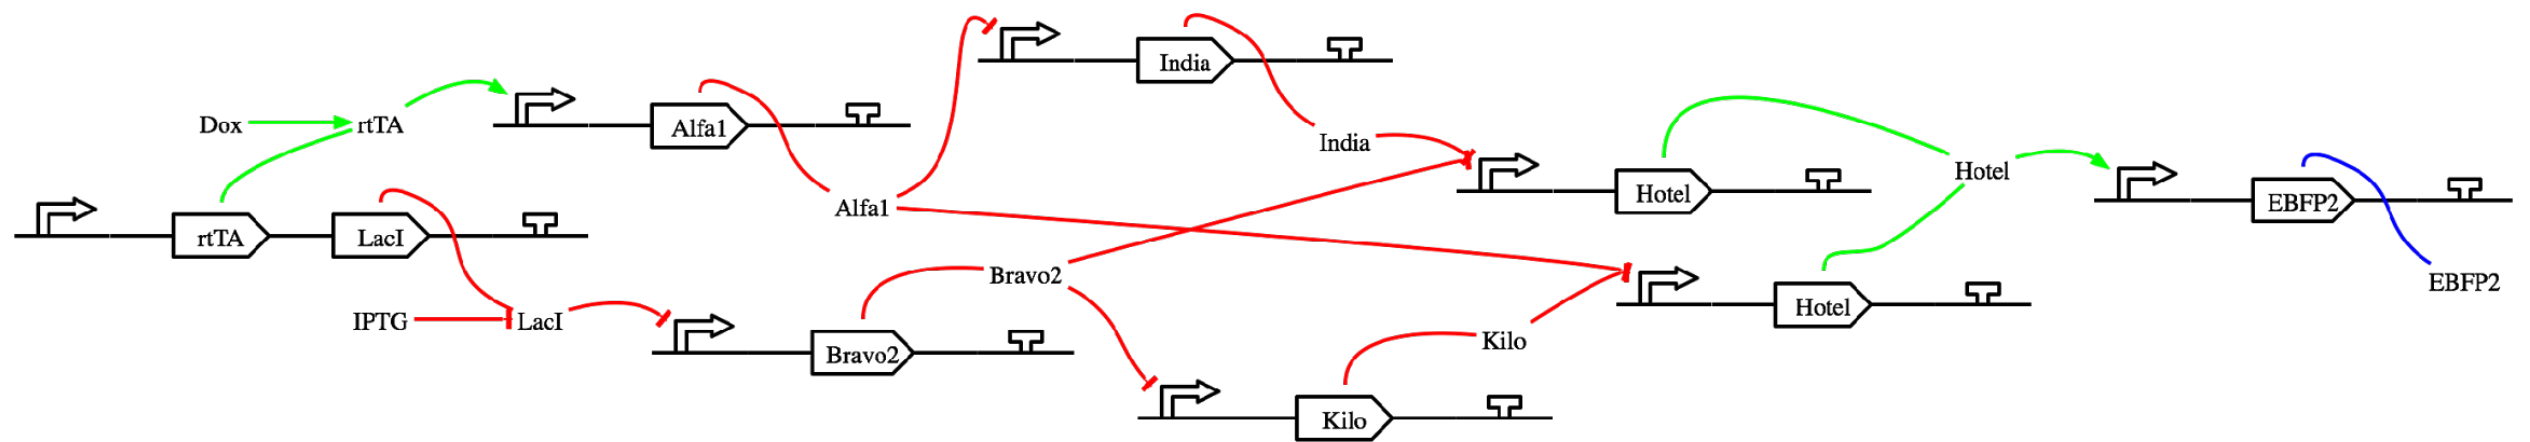 India
Dox
rtTA
Alfa1
India
Hotel
Hotel
Alfa1
EBFP2
rtTA
LacI
Bravo2
Hotel
EBFP2
IPTG
LacI
Bravo2
Kilo
Kilo